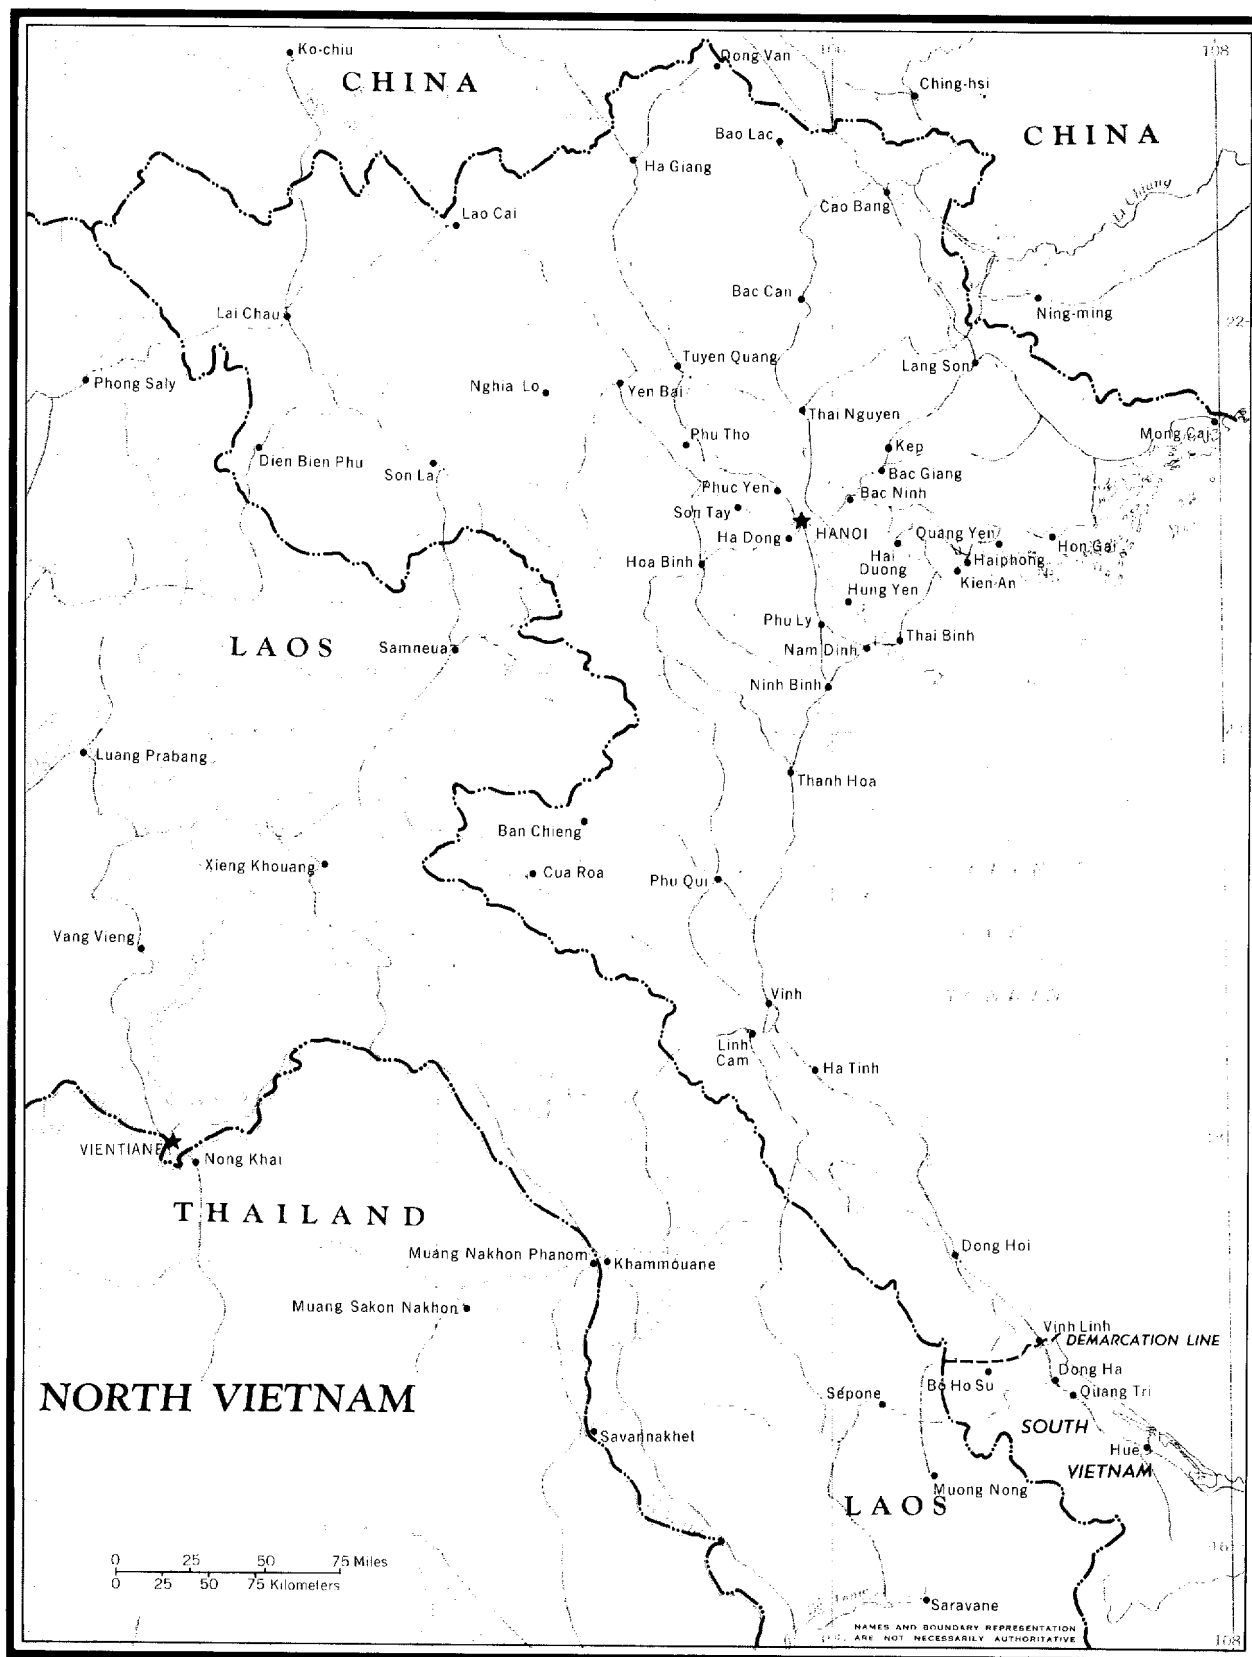 108
Ko-chiu
Dong Van
CHINA
Ching-hsi
CHINA
Bao Lac
Ha Giang
Li Chiang
Cao Bang
Lao Cai
Bac Can
Ning-ming
Lai Chau
22
Tuyen Quang
Lang Son
Phong Saly
Nghia Lo
Yen Bai
Thai Nguyen
Mong Cai
Phu Tho
Kep
Dien Bien Phu
Son La
Bac Giang
Phuc Yen
Bac Ninh
Son Tay
HANOI
Quang Yen
Ha Dong
Hon Gai
Hai
Duong
Haiphong
Hoa Binh
Kien An
Hung Yen
Phu Ly
Thai Binh
LAOS
Samneua
Nam Dinh
Ninh Binh
Luang Prabang
Thanh Hoa
Ban Chieng
Xieng Khouang
Cua Roa
Phu Qui
Vang Vieng
Vinh
TONKIN
Linh
Cam
Ha Tinh
VIENTIANE
Nong Khai
THAILAND
Dong Hoi
Muang Nakhon Phanom
Khammouane
Muang Sakon Nakhon
Vinh Linh
DEMARCATION LINE
Dong Ha
NORTH VIETNAM
Bo Ho Su
Quang Tri
Sepone
SOUTH
VIETNAM
Savannakhet
Hue
Muong Nong
LAOS
16
0 25 50 75 Miles
0 25 50 75 Kilometers
Saravane
NAMES AND BOUNDARY REPRESENTATION
ARE NOT NECESSARILY AUTHORITATIVE
108